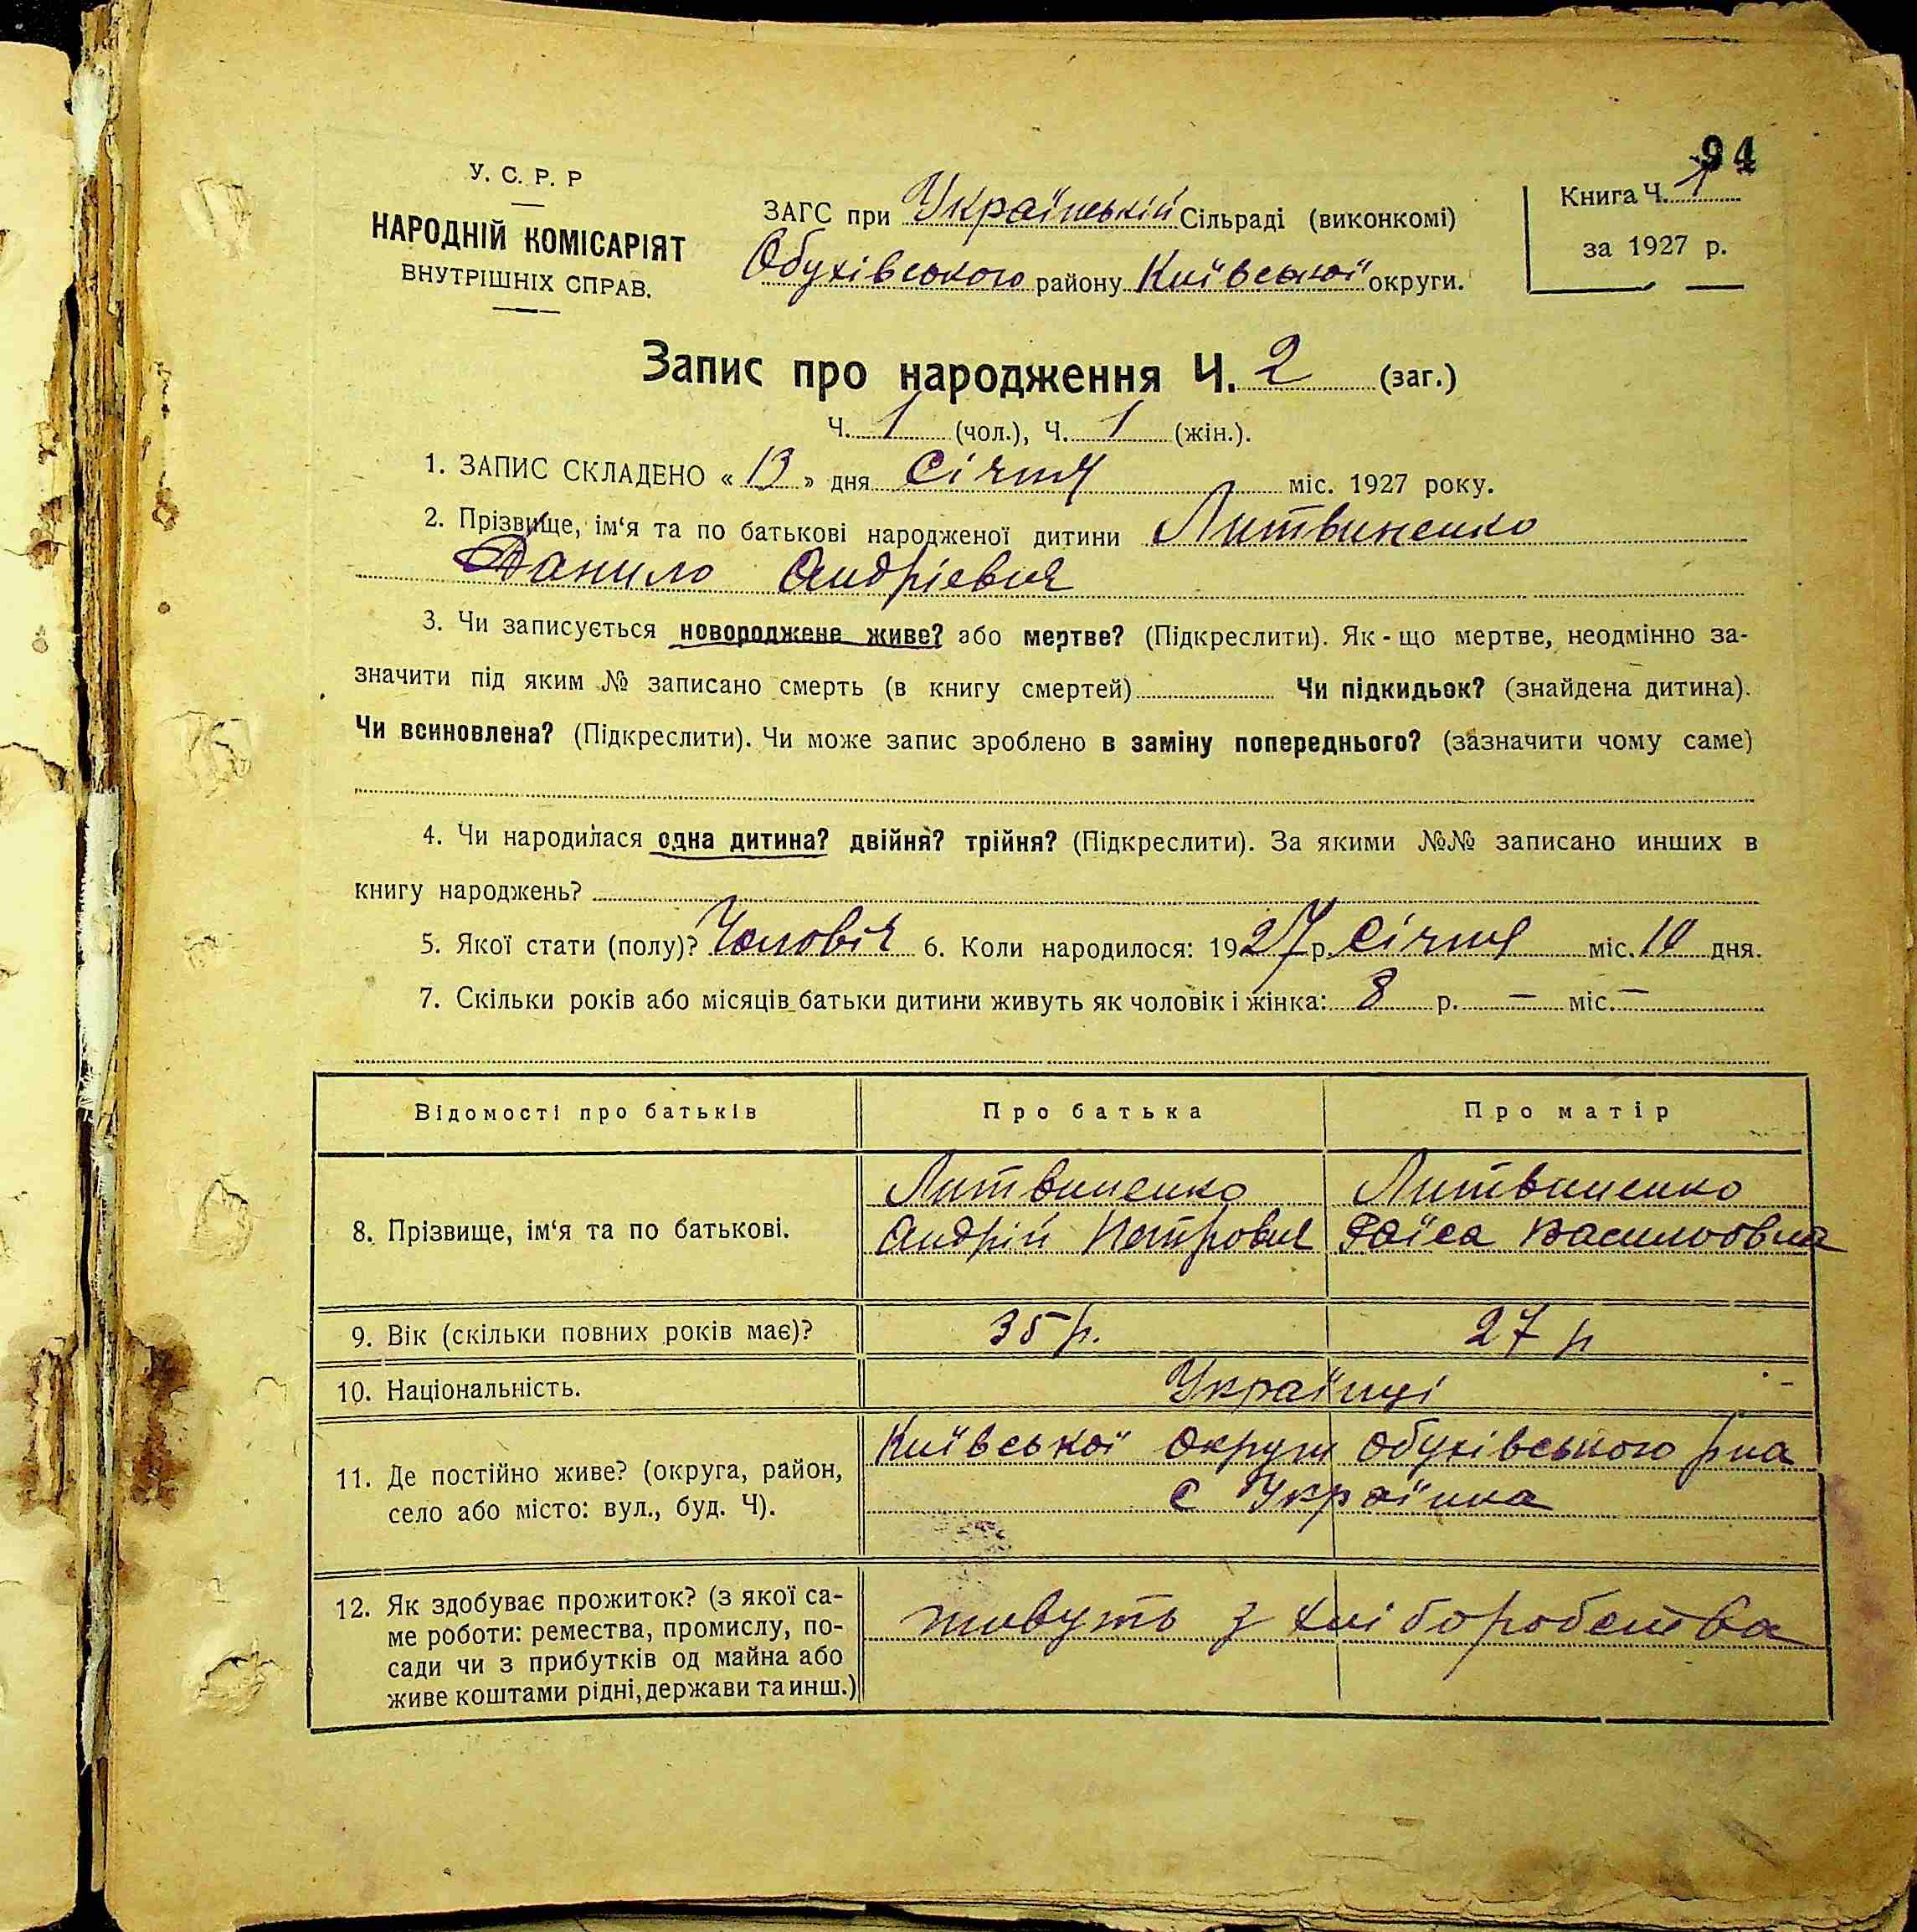 94
У. С. Р. Р
НАРОДНІЙ КОМІСАРІЯТ
ВНУТРІШНІХ СПРАВ.
ЗАГС при Українській Сільраді (виконкомі)
Обухівського району Київської округи.
Книга Ч. 1
за 1927 р.
Запис про народження Ч. 2 (заг.)
Ч. 1 (чол.), Ч. 1 (жін.).
1. ЗАПИС СКЛАДЕНО « 13 » дня Січня міс. 1927 року.
2. Прізвище, ім‘я та по батькові народженої дитини Литвиненко
Данило Андрієвич
3. Чи записується новороджене живе? або мертве? (Підкреслити). Як-що мертве, неодмінно за-
значити під яким № записано смерть (в книгу смертей) Чи підкидьок? (знайдена дитина).
Чи всиновлена? (Підкреслити). Чи може запис зроблено в заміну попереднього? (зазначити чому саме)
4. Чи народилася одна дитина? двійня? трійня? (Підкреслити). За якими №№ записано инших в
книгу народжень?
5. Якої стати (полу)? Чоловіч 6. Коли народилося: 1927 р. Січня міс. 10 дня.
7. Скільки років або місяців батьки дитини живуть як чоловік і жінка: 8 р. — міс. —
Відомості про батьків Про батька Про матір
8. Прізвище, ім‘я та по батькові.
Литвиненко Литвиненко
Андрій Петрович Раїса Василовна
9. Вік (скільки повних років має)? 35 р. 27 р
10. Національність. Українці
11. Де постійно живе? (округа, район,
село або місто: вул., буд. Ч).
Київської округи Обухівського рна
с Українка
12. Як здобуває прожиток? (з якої са-
ме роботи: ремества, промислу, по-
сади чи з прибутків од майна або
живе коштами рідні, держави та инш.)
живуть з хліборобства